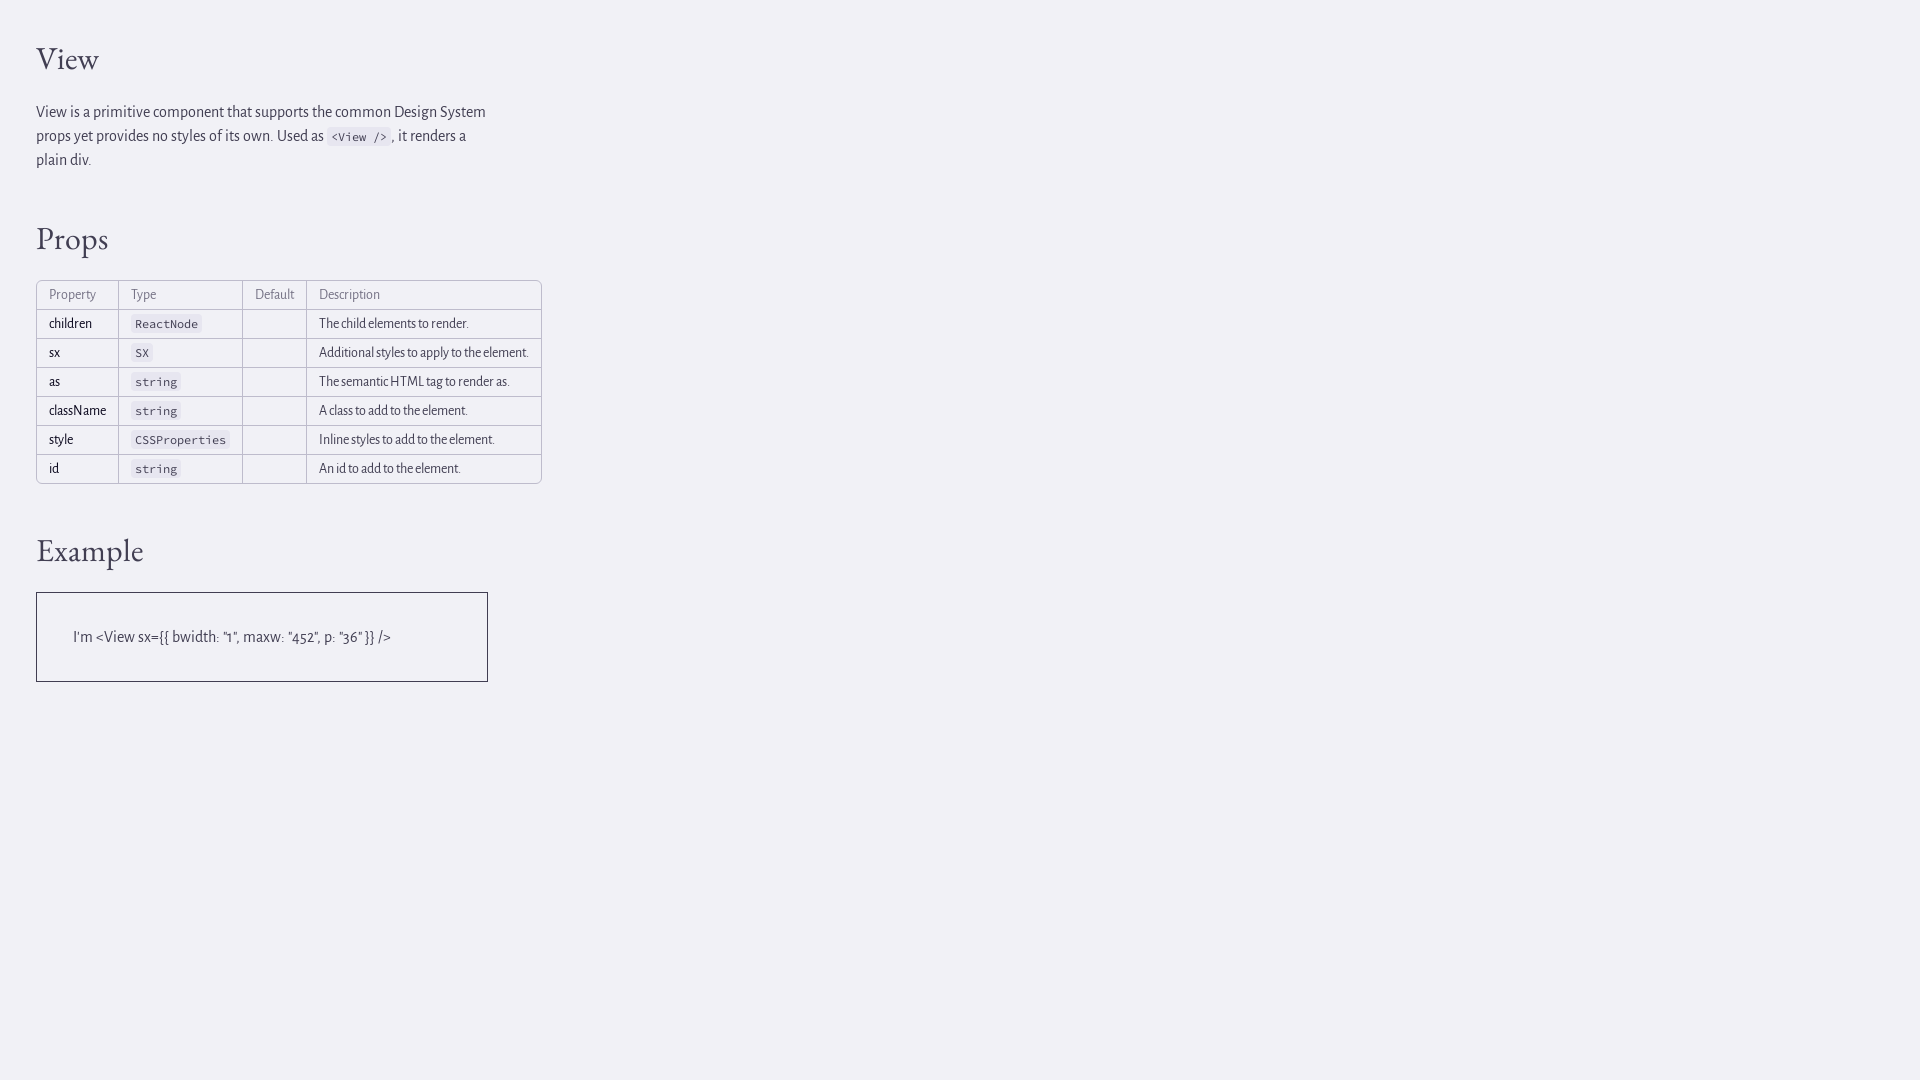 View
View is a primitive component that supports the common Design System
props yet provides no styles of its own. Used as <View />, it renders a
plain div.
Props
Property Type Default Description
children ReactNode The child elements to render.
sx SX Additional styles to apply to the element.
as string The semantic HTML tag to render as.
className string A class to add to the element.
style CSSProperties Inline styles to add to the element.
id string An id to add to the element.
Example
I'm <View sx={{ bwidth: "1", maxw: "452", p: "36" }} />